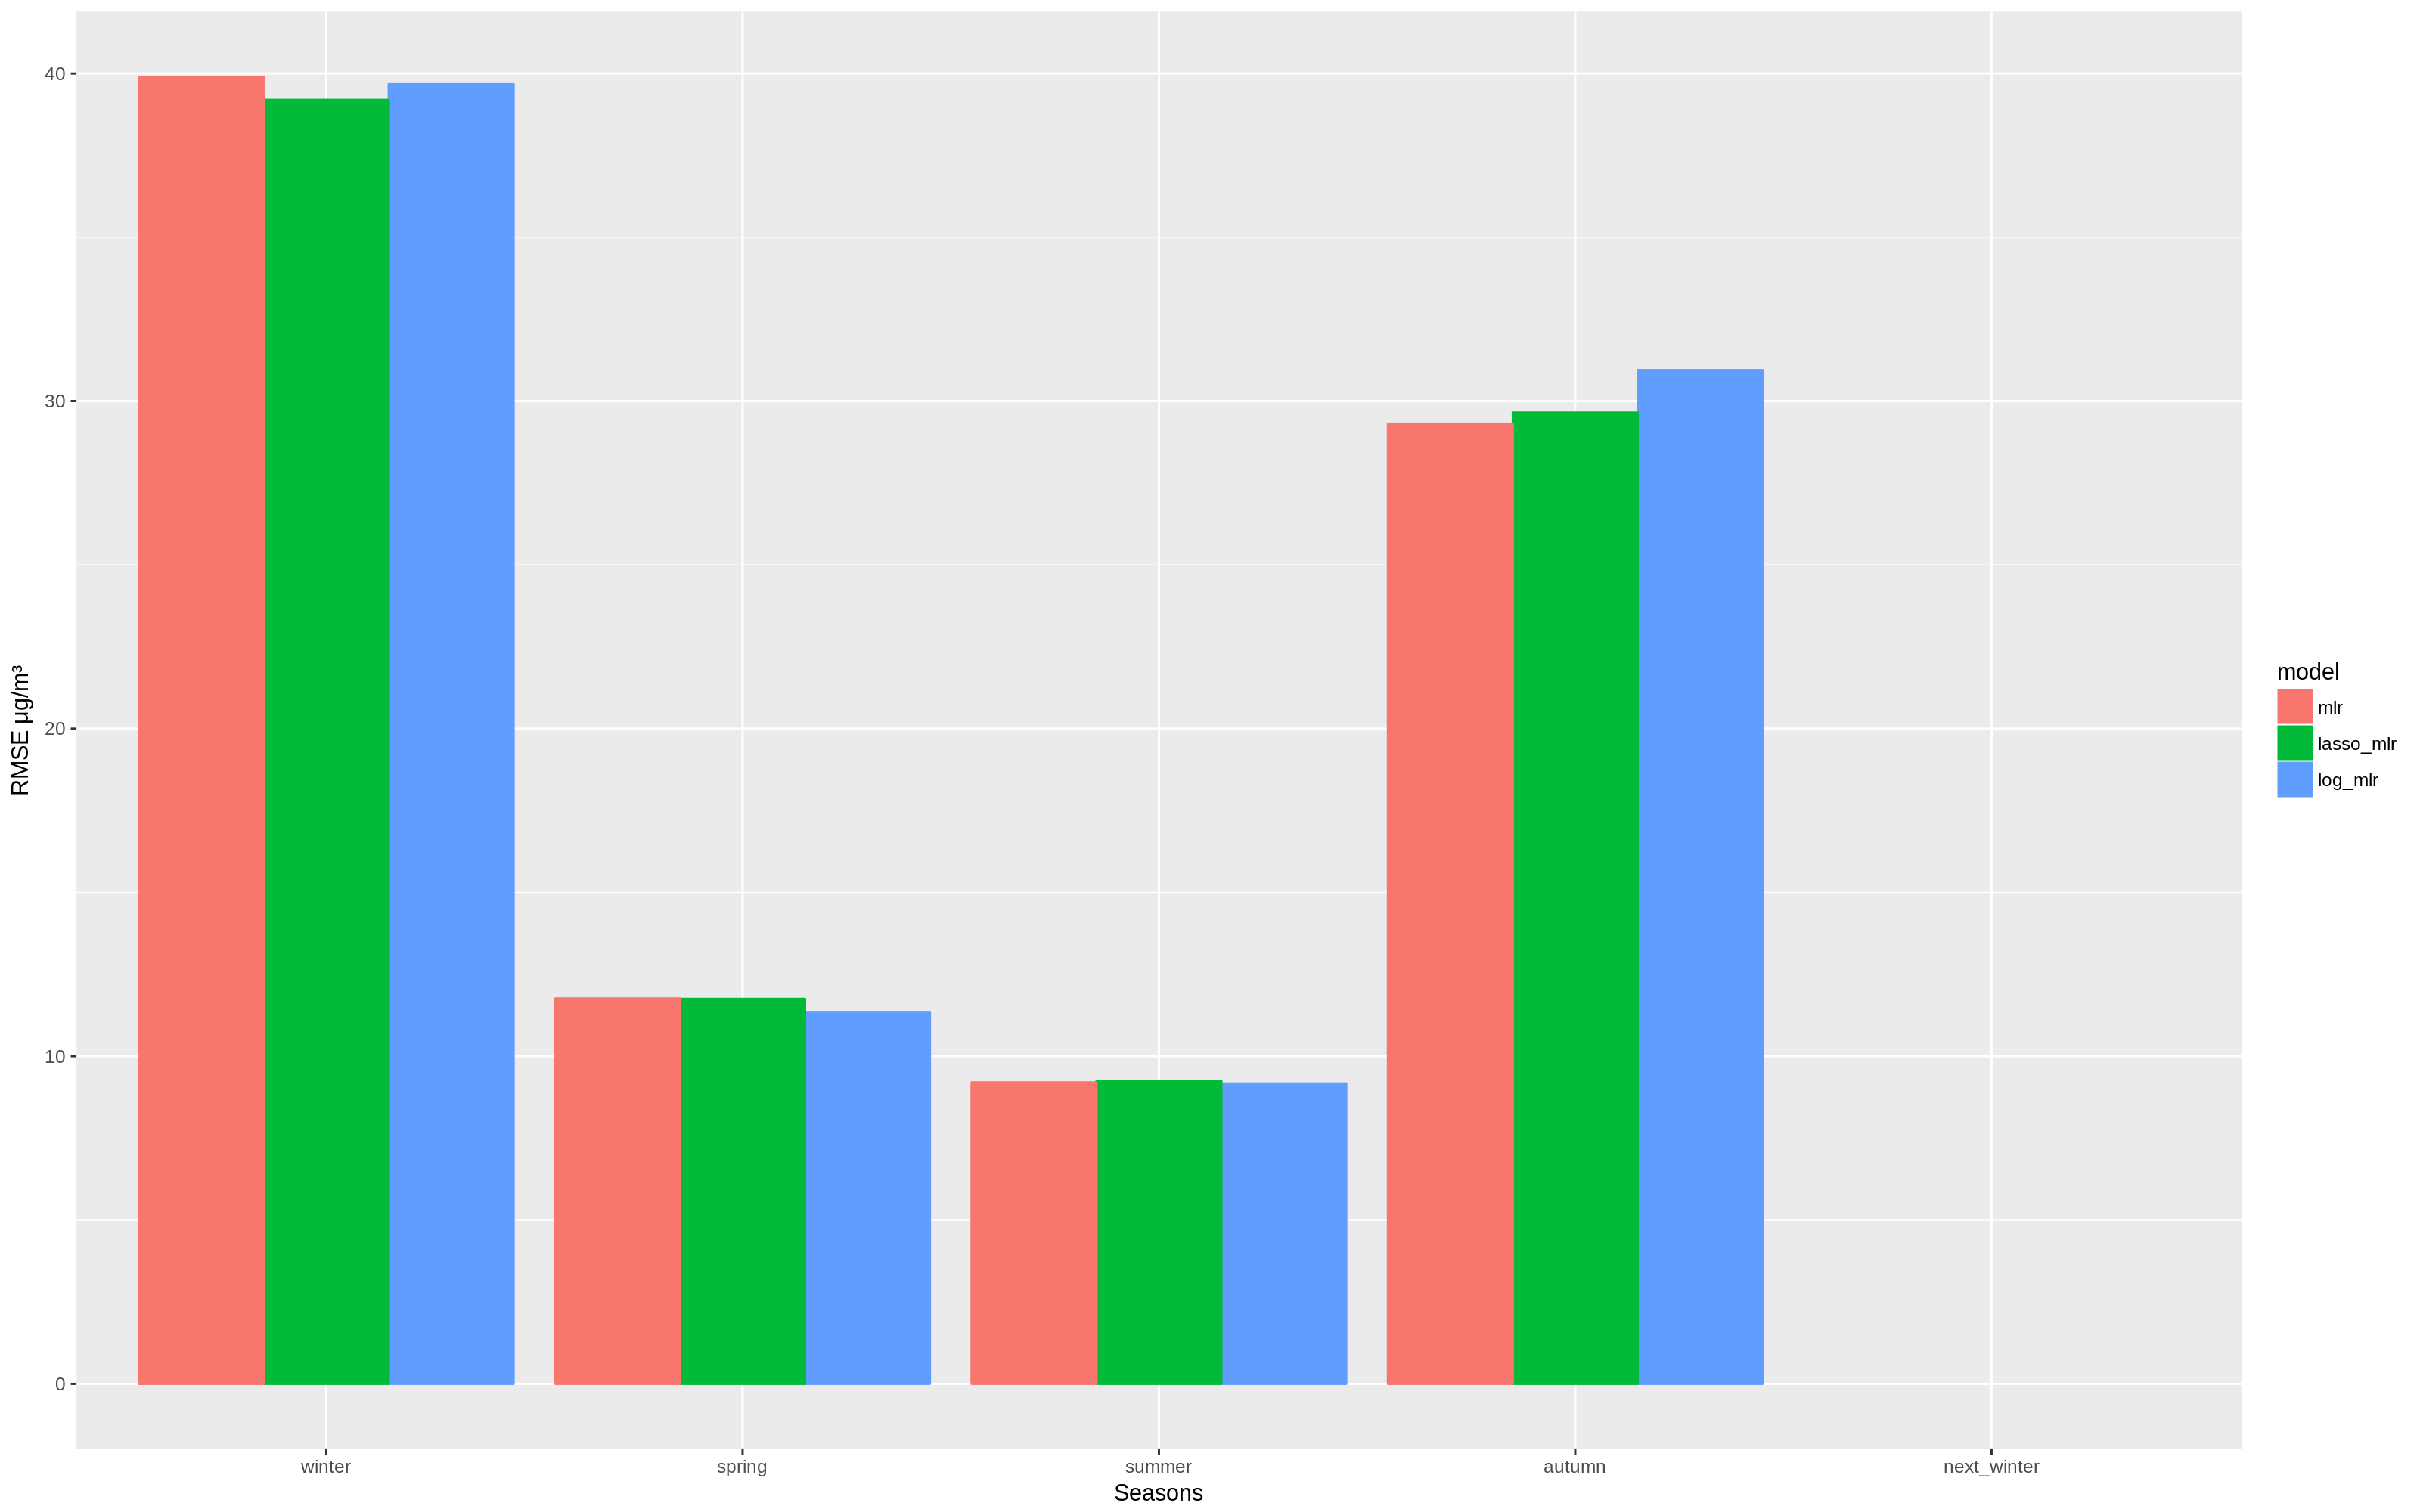 40
30
20
10
0
RMSE µg/m³
winter
spring
summer
autumn
next_winter
Seasons
model
mlr
lasso_mlr
log_mlr